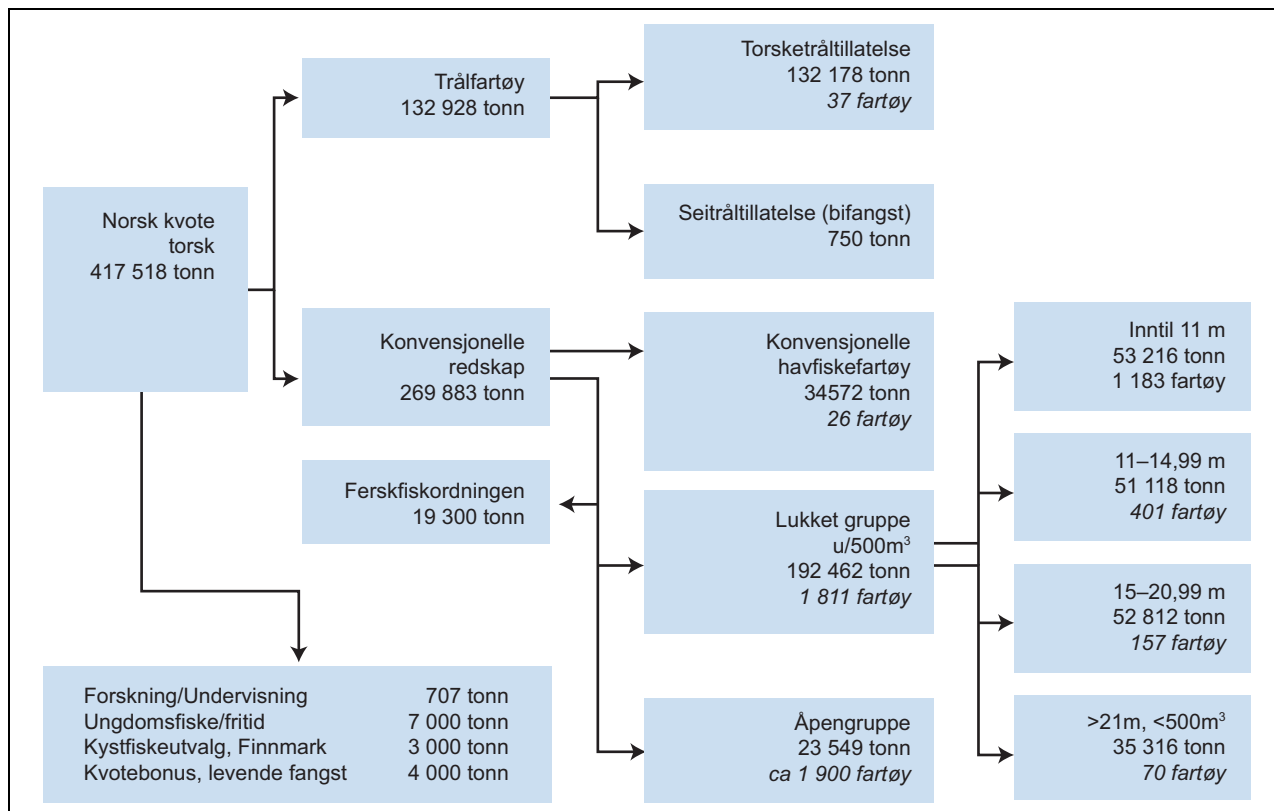 Norsk kvote
torsk
417 518 tonn
Trålfartøy
132 928 tonn
Torsketråltillatelse
132 178 tonn
37 fartøy
Seitråltillatelse (bifangst)
750 tonn
Konvensjonelle
redskap
269 883 tonn
Konvensjonelle
havfiskefartøy
34572 tonn
26 fartøy
Ferskfiskordningen
19 300 tonn
Lukket gruppe
u/500m³
192 462 tonn
1 811 fartøy
Åpengruppe
23 549 tonn
ca 1 900 fartøy
Inntil 11 m
53 216 tonn
1 183 fartøy
11–14,99 m
51 118 tonn
401 fartøy
15–20,99 m
52 812 tonn
157 fartøy
>21m, <500m³
35 316 tonn
70 fartøy
Forskning/Undervisning 707 tonn
Ungdomsfiske/fritid 7 000 tonn
Kystfiskeutvalg, Finnmark 3 000 tonn
Kvotebonus, levende fangst 4 000 tonn